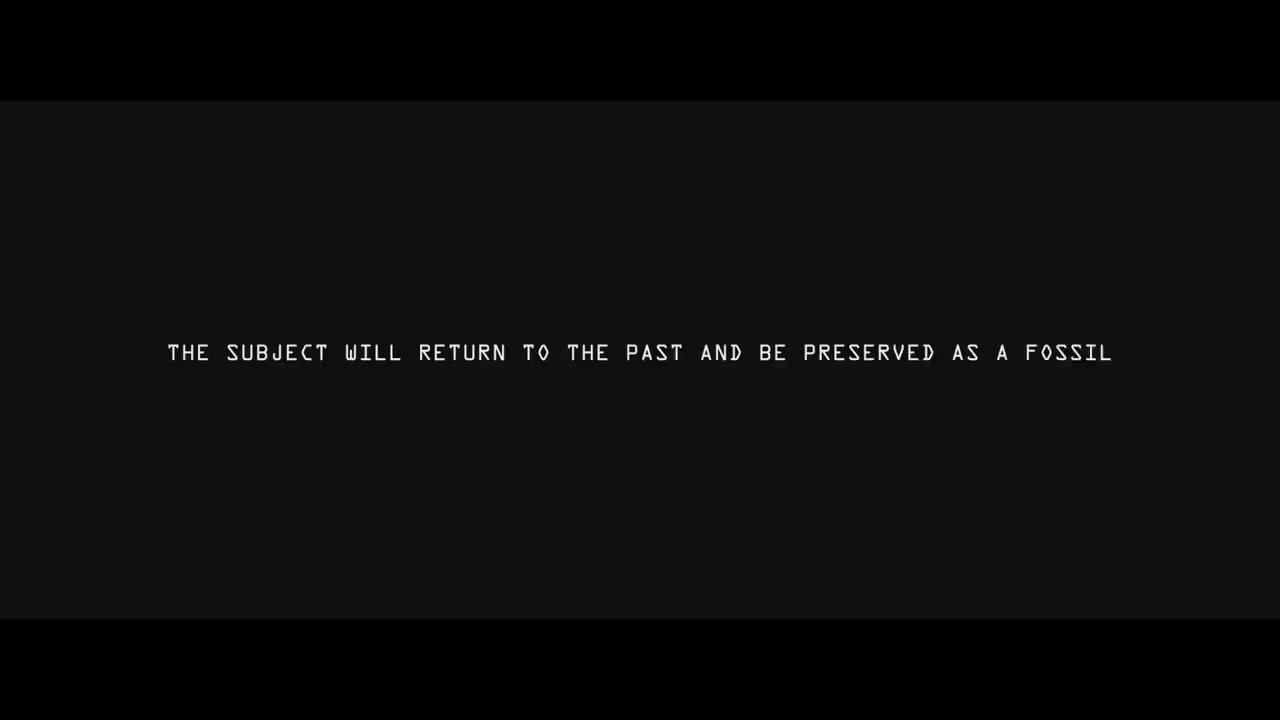 THE SUBJECT WILL RETURN TO THE PAST AND BE PRESERVED AS A FOSSIL